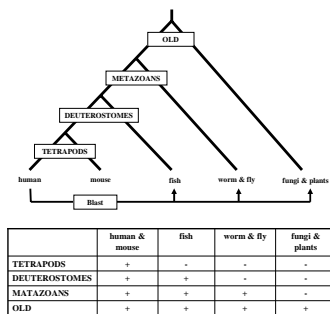 OLD
METAZOANS
DEUTEROSTOMES
TETRAPODS
human mouse fish worm & fly fungi & plants
Blast
human & mouse fish worm & fly fungi & plants
TETRAPODS + - - -
DEUTEROSTOMES + + - -
MATAZOANS + + + -
OLD + + + +